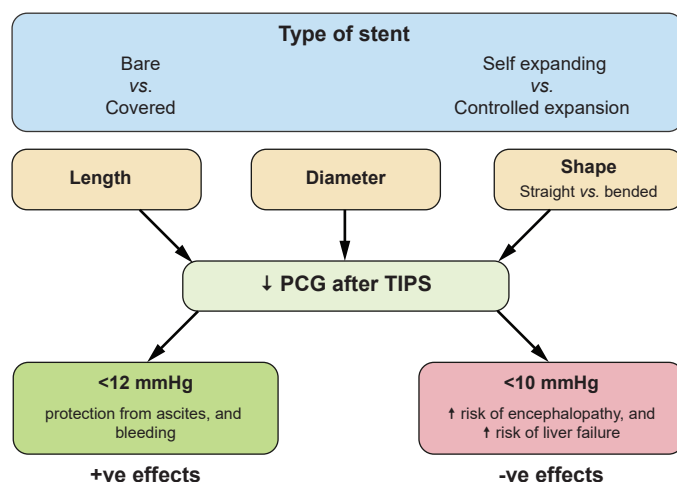 Type of stent
Bare
vs.
Covered
Self expanding
vs.
Controlled expansion
Length
Diameter
Shape
Straight vs. bended
↓ PCG after TIPS
<12 mmHg
protection from ascites, and
bleeding
+ve effects
<10 mmHg
↑ risk of encephalopathy, and
↑ risk of liver failure
-ve effects